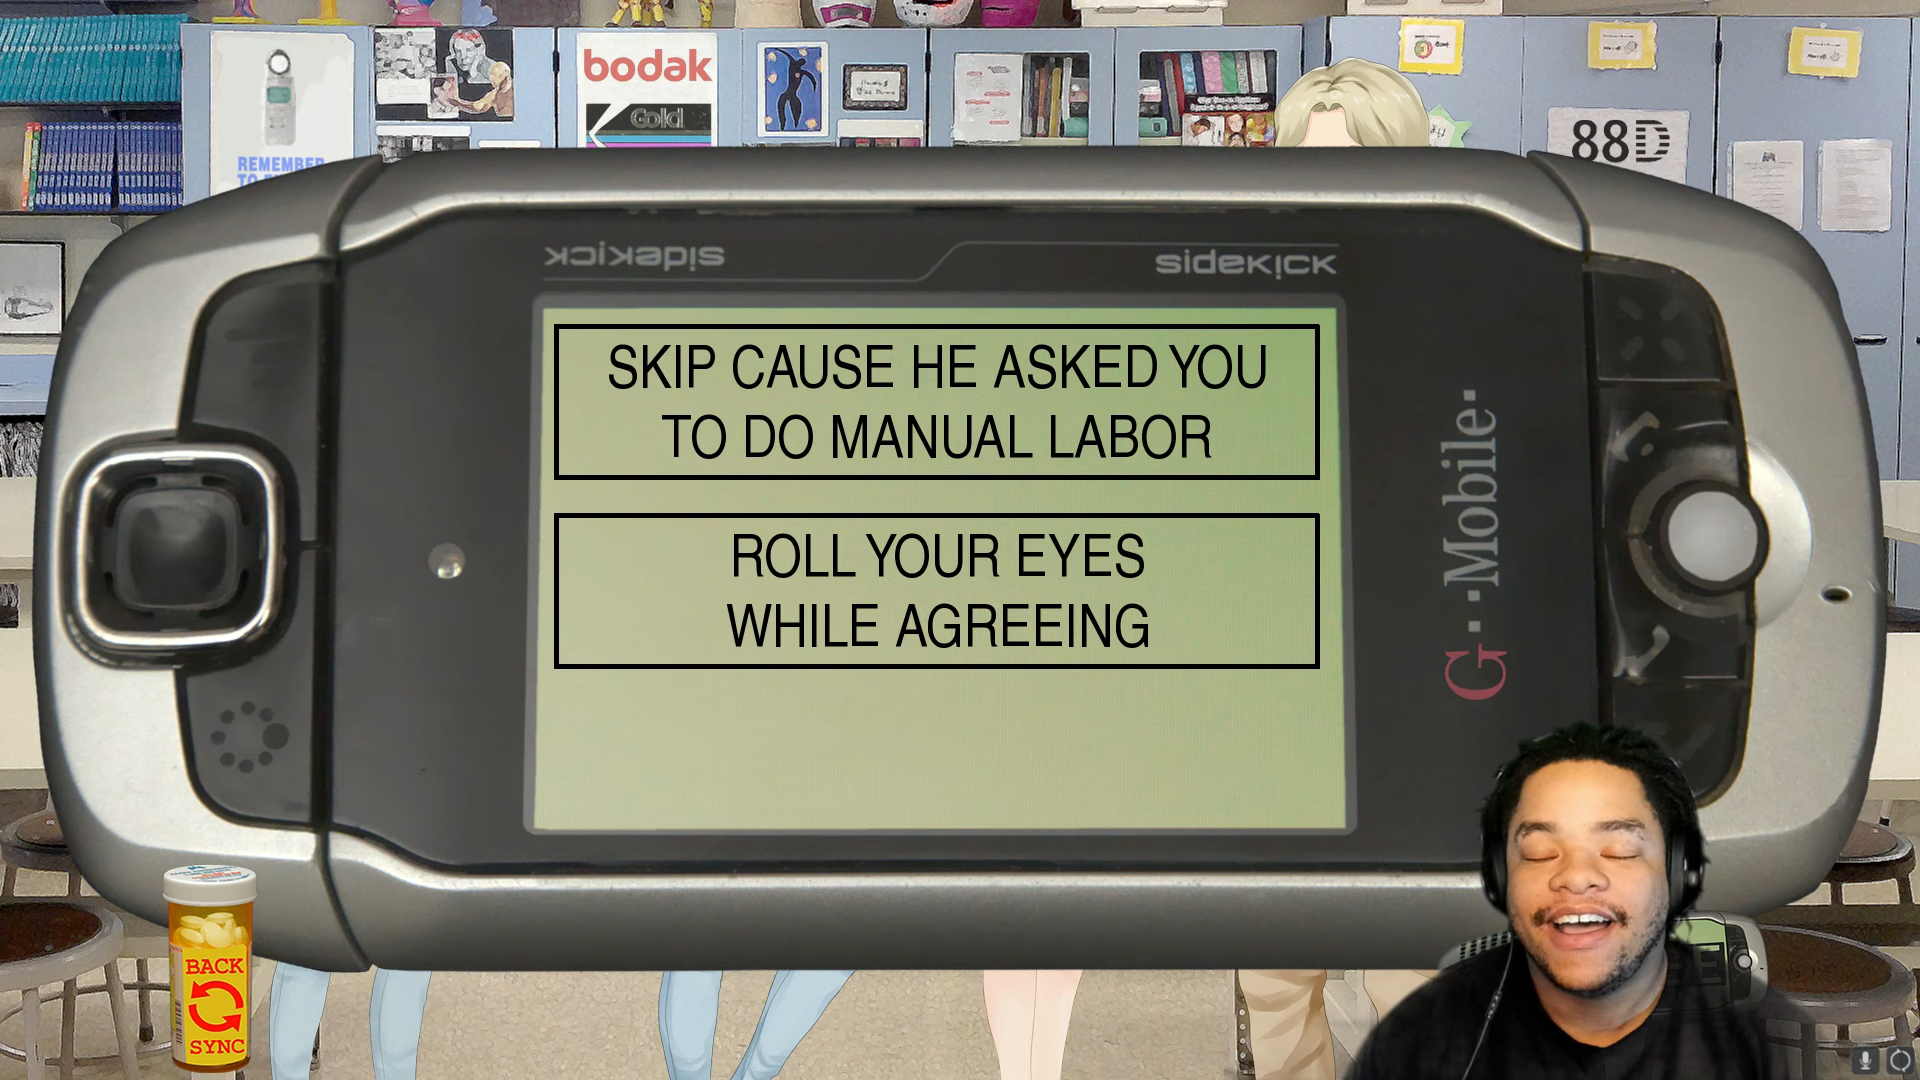 bodak
Gold
REMEMBER
88D
sidekick
sidekick
SKIP CAUSE HE ASKED YOU
TO DO MANUAL LABOR
ROLL YOUR EYES
WHILE AGREEING
G··Mobile·
BACK
SYNC